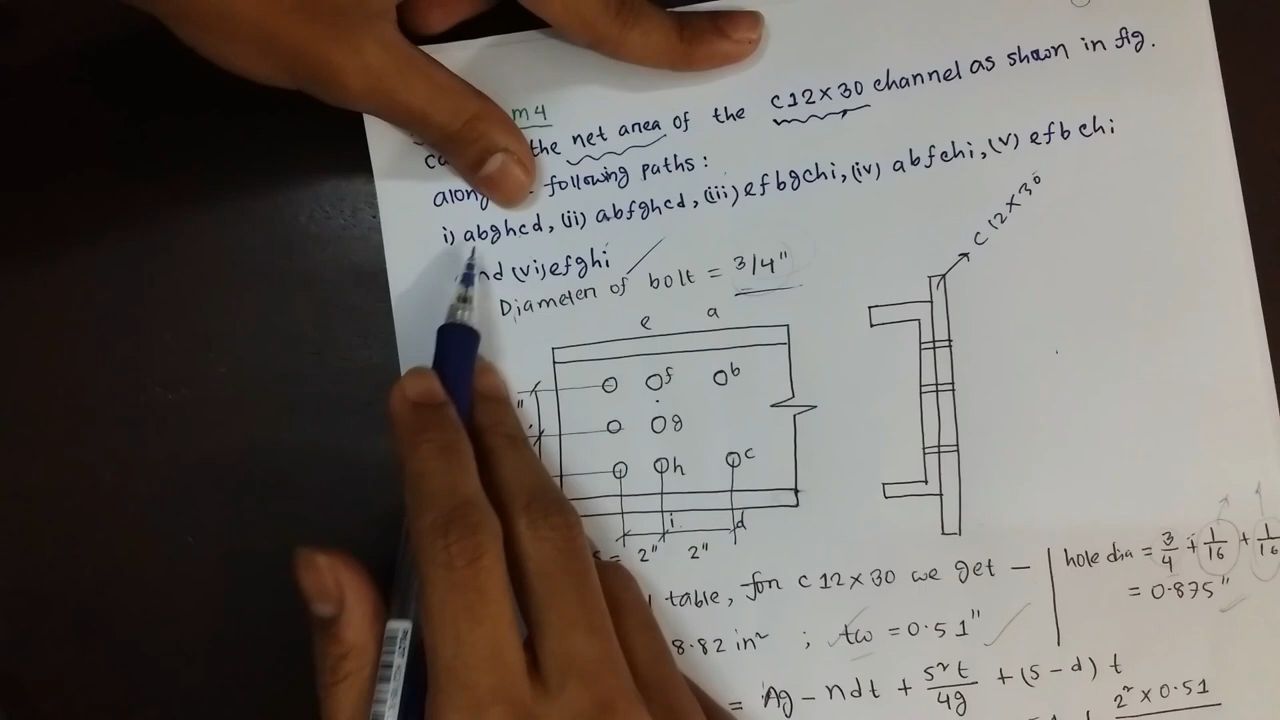 m4
the net area of the C12×30 channel as shown in fig.
along following paths:
i) abghcd, (ii) abfghcd, (iii) efbgchi, (iv) abfchi, (v) efbchi
nd (vi) efghi
Diameter of bolt = 3/4"
C12×30
e a
f b
g
h c
i d
2" 2"
table, for C12×30 we get –
8.82 in² ; tw = 0.51"
= Ag - ndt + s²t/4g + (s-d) t
2² × 0.51
hole dia = 3/4 + 1/16 + 1/16
= 0.875"